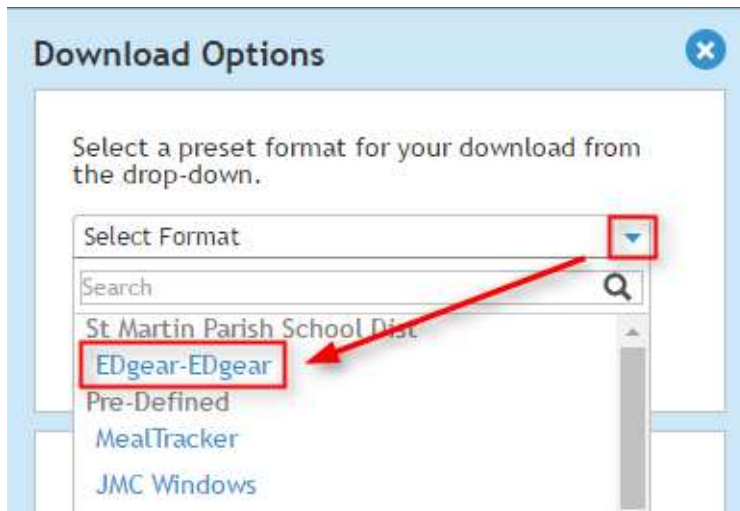 Download Options
Select a preset format for your download from
the drop-down.
Select Format
Search
St Martin Parish School Dist
EDgear-EDgear
Pre-Defined
MealTracker
JMC Windows